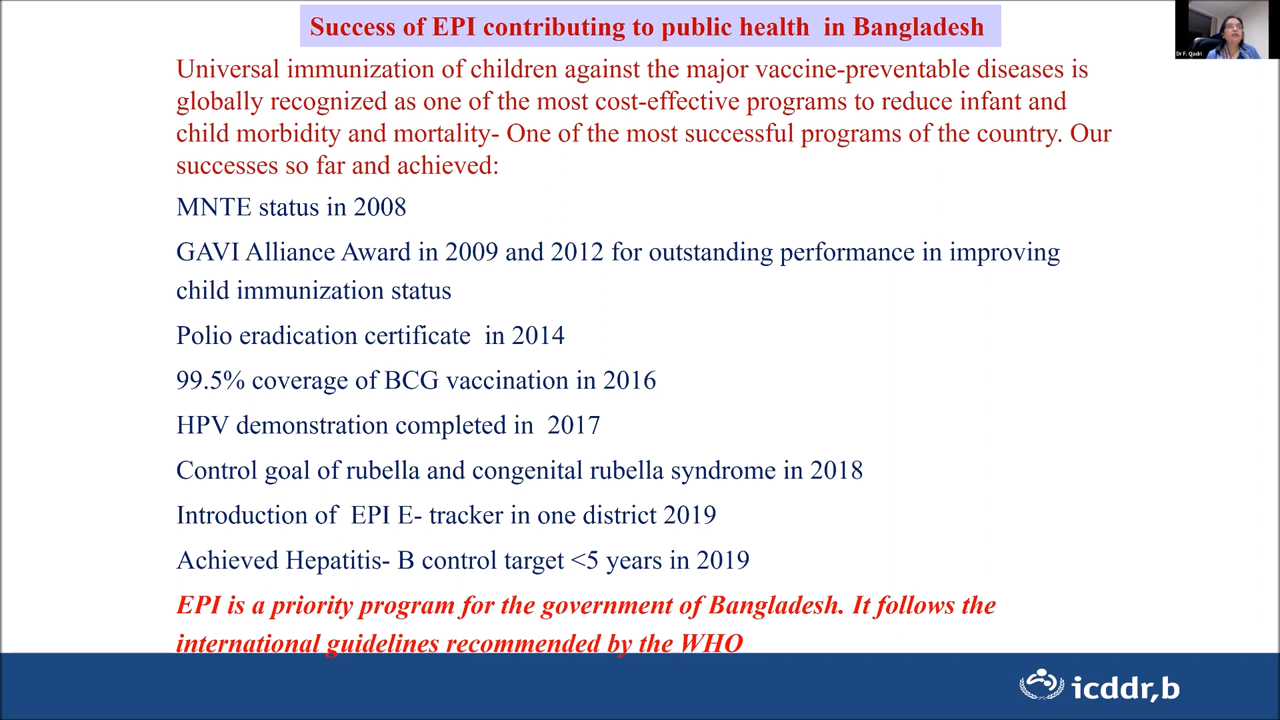 Success of EPI contributing to public health in Bangladesh
Dr F. Qadri
Universal immunization of children against the major vaccine-preventable diseases is
globally recognized as one of the most cost-effective programs to reduce infant and
child morbidity and mortality- One of the most successful programs of the country. Our
successes so far and achieved:
MNTE status in 2008
GAVI Alliance Award in 2009 and 2012 for outstanding performance in improving
child immunization status
Polio eradication certificate in 2014
99.5% coverage of BCG vaccination in 2016
HPV demonstration completed in 2017
Control goal of rubella and congenital rubella syndrome in 2018
Introduction of EPI E- tracker in one district 2019
Achieved Hepatitis- B control target <5 years in 2019
EPI is a priority program for the government of Bangladesh. It follows the
international guidelines recommended by the WHO
icddr,b